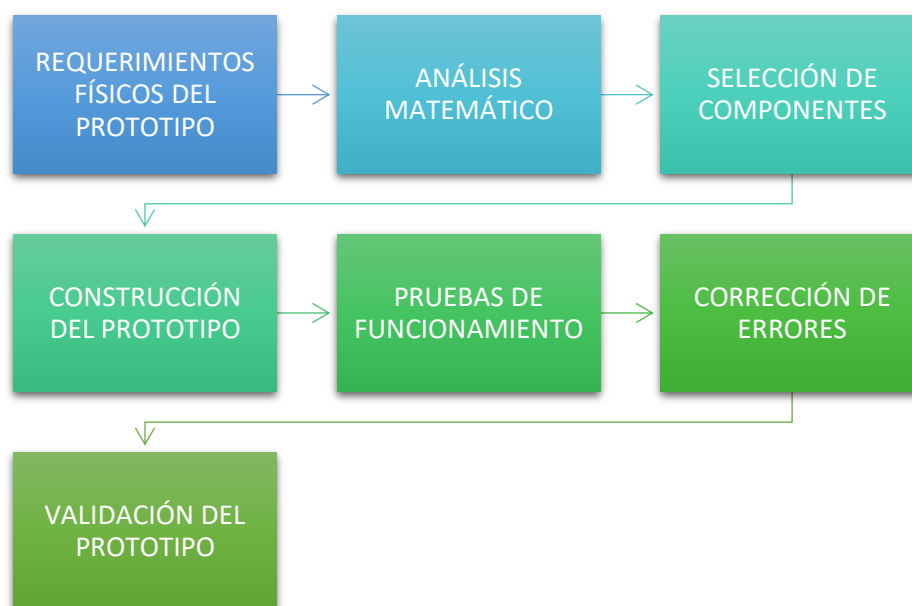 REQUERIMIENTOS
FÍSICOS DEL
PROTOTIPO
ANÁLISIS
MATEMÁTICO
SELECCIÓN DE
COMPONENTES
CONSTRUCCIÓN
DEL PROTOTIPO
PRUEBAS DE
FUNCIONAMIENTO
CORRECCIÓN DE
ERRORES
VALIDACIÓN DEL
PROTOTIPO